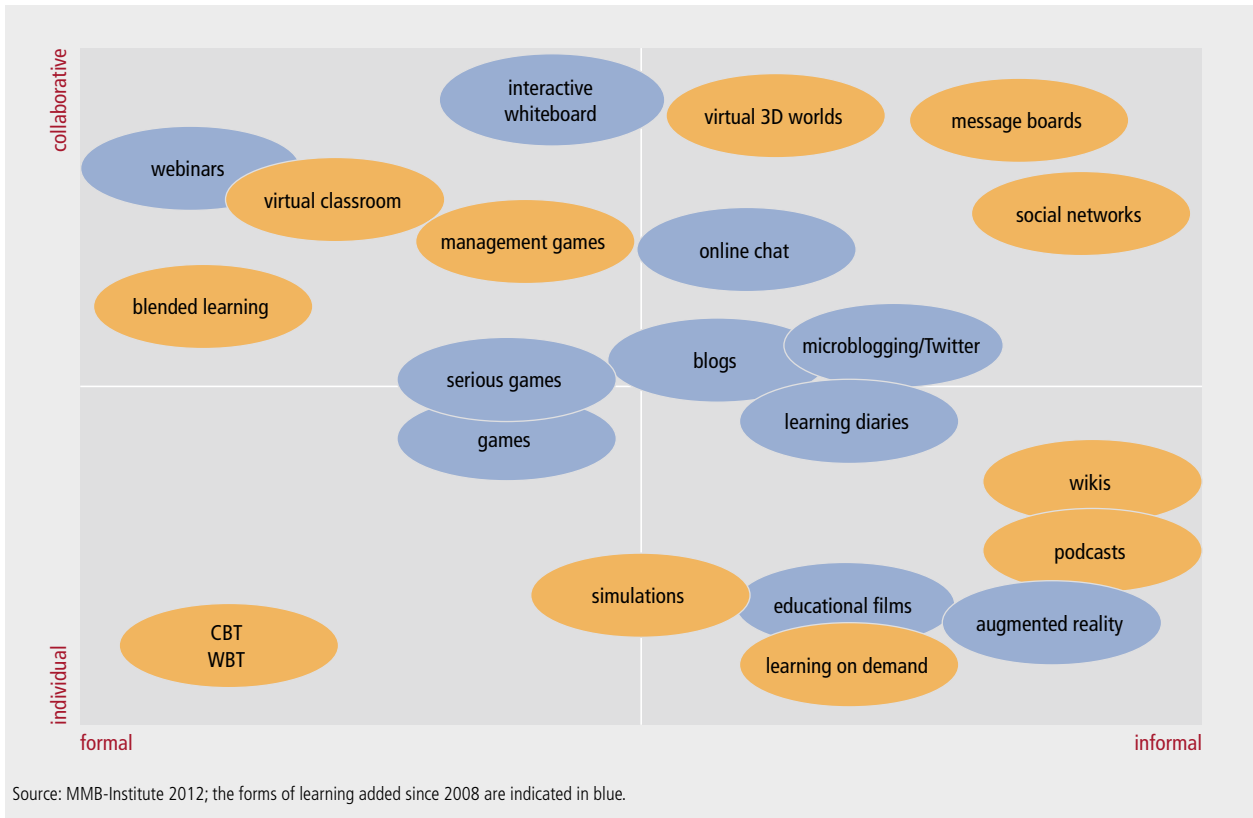 collaborative
interactive
whiteboard
virtual 3D worlds
message boards
webinars
virtual classroom
social networks
management games
online chat
blended learning
blogs
microblogging/Twitter
serious games
learning diaries
games
wikis
podcasts
simulations
educational films
augmented reality
CBT
WBT
learning on demand
individual
formal
informal
Source: MMB-Institute 2012; the forms of learning added since 2008 are indicated in blue.